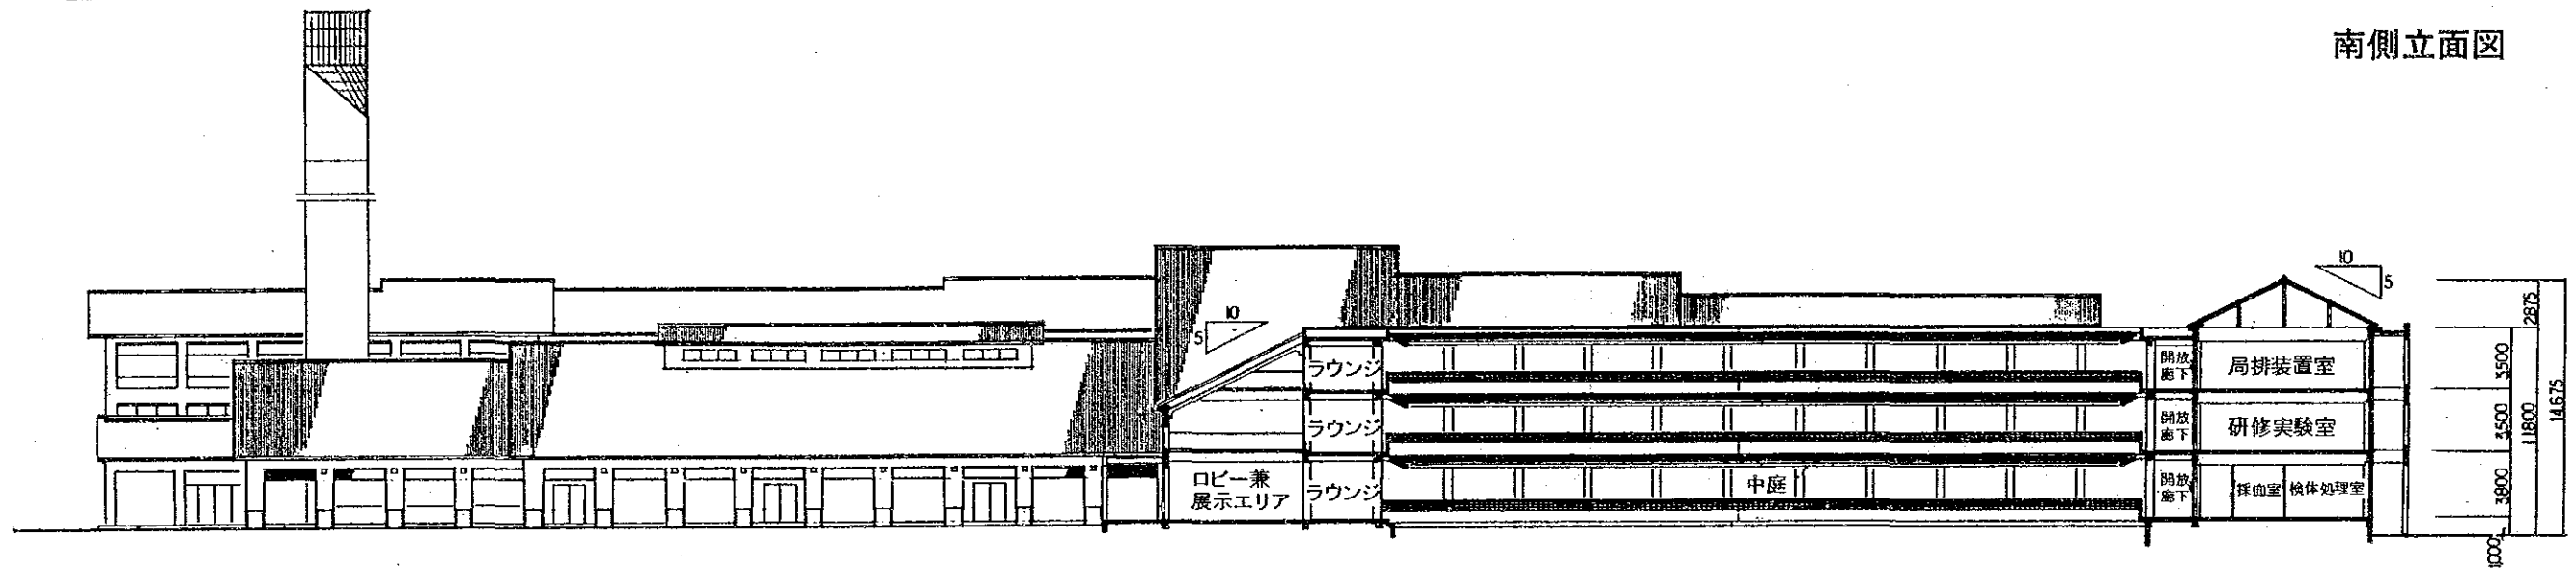 南側立面図
10
5
10
5
ラウンジ
開放
廊下
局排装置室
ラウンジ
開放
廊下
研修実験室
ロビー兼
展示エリア
ラウンジ
中庭
開放
廊下
採血室
検体処理室
2875
3500
3500
3800
1000
11800
14675